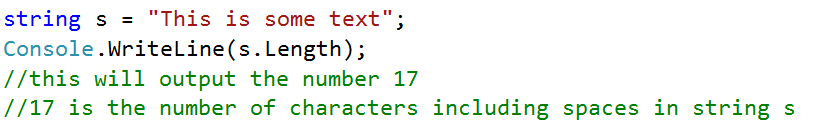 string s = "This is some text";
Console.WriteLine(s.Length);
//this will output the number 17
//17 is the number of characters including spaces in string s